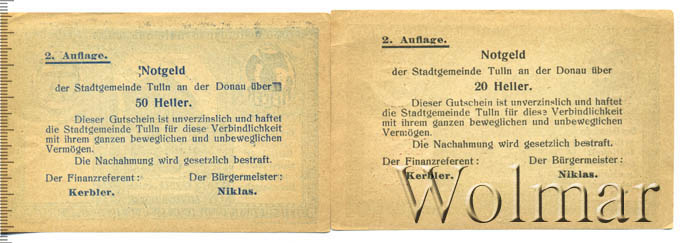 2. Auflage.
Notgeld
der Stadtgemeinde Tulln an der Donau über
50 Heller.
Dieser Gutschein ist unverzinslich und haftet
die Stadtgemeinde Tulln für diese Verbindlichkeit
mit ihrem ganzen beweglichen und unbeweglichen
Vermögen.
Die Nachahmung wird gesetzlich bestraft.
Der Finanzreferent: Der Bürgermeister:
Kerbler. Niklas.
2. Auflage.
Notgeld
der Stadtgemeinde Tulln an der Donau über
20 Heller.
Dieser Gutschein ist unverzinslich und haftet
die Stadtgemeinde Tulln für diese Verbindlichkeit
mit ihrem ganzen beweglichen und unbeweglichen
Vermögen.
Die Nachahmung wird gesetzlich bestraft.
Der Finanzreferent: Der Bürgermeister:
Kerbler. Niklas.
Wolmar